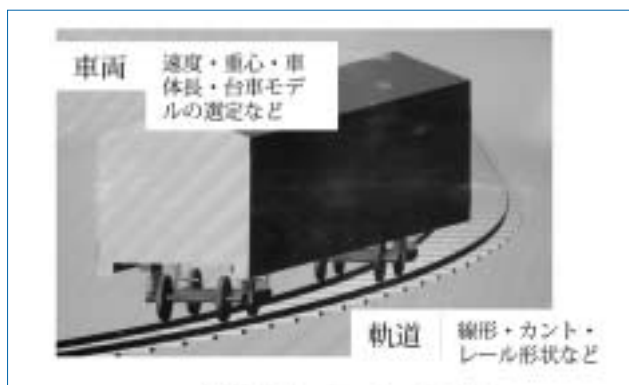 車両
速度・重心・車
体長・台車モデ
ルの選定など
軌道
線形・カント・
レール形状など